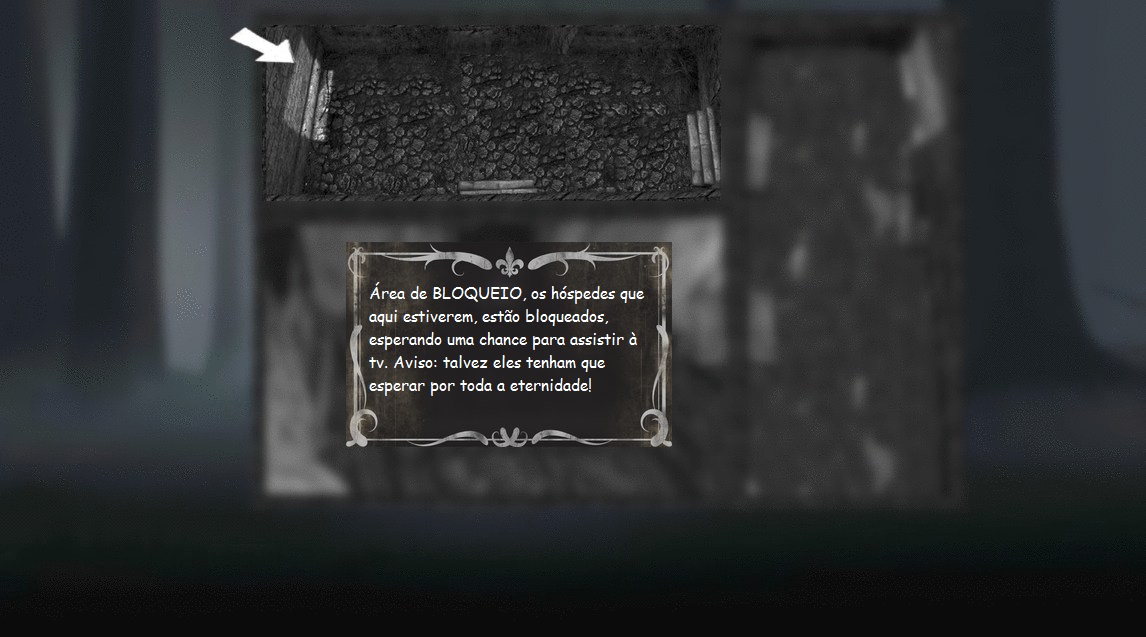 Área de BLOQUEIO, os hóspedes que
aqui estiverem, estão bloqueados,
esperando uma chance para assistir à
tv. Aviso: talvez eles tenham que
esperar por toda a eternidade!